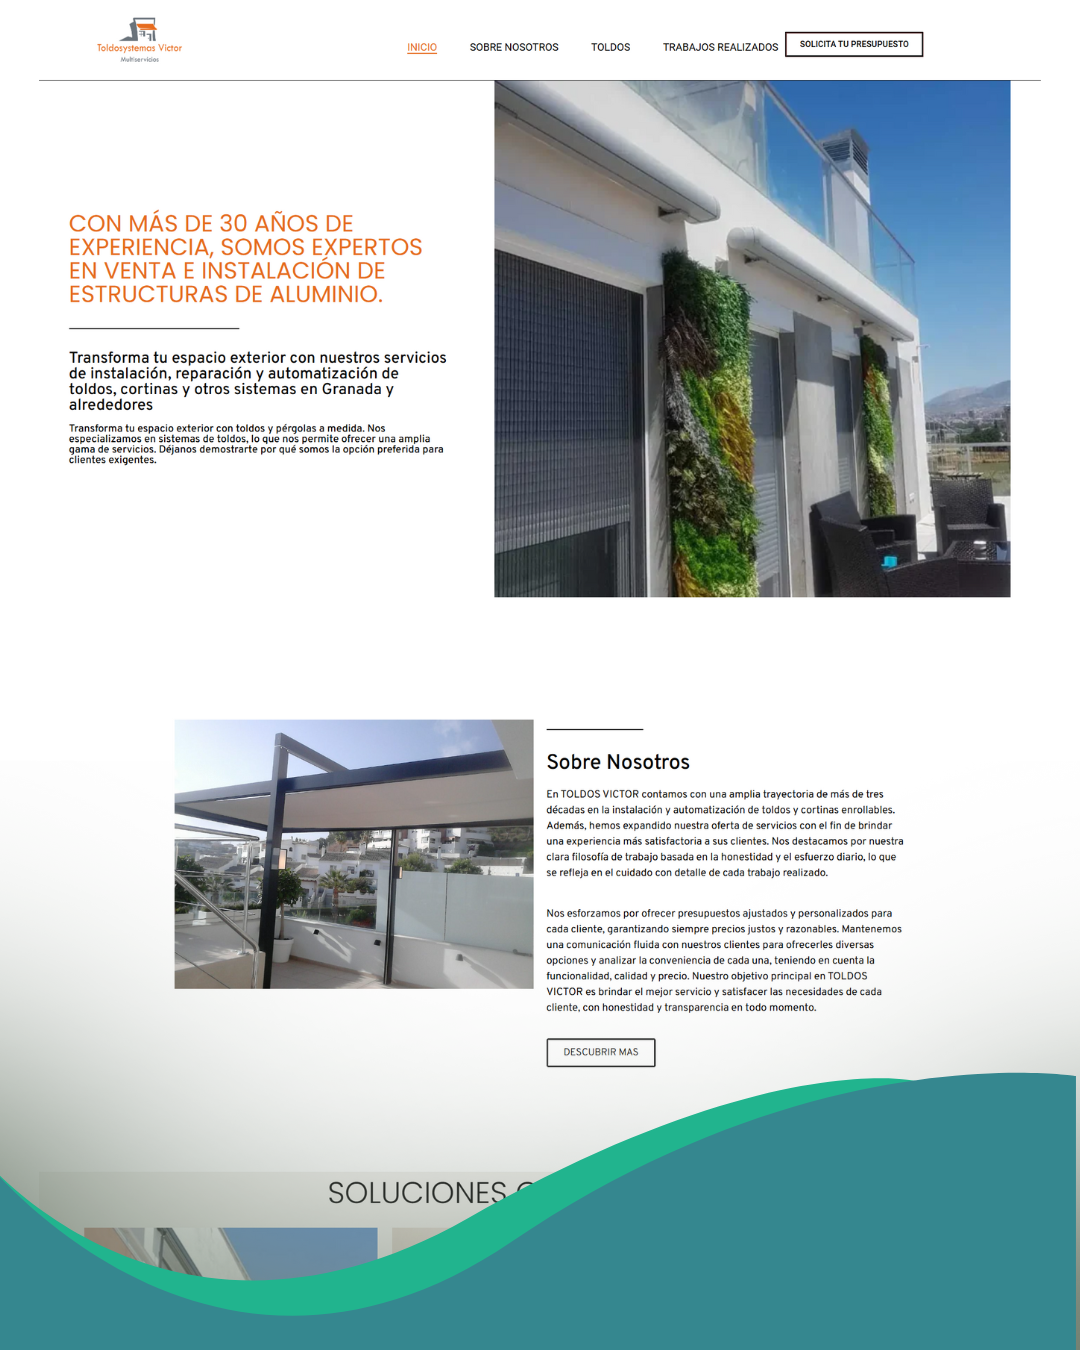 Toldosystemas Víctor
Multiservicios
INICIO
SOBRE NOSOTROS
TOLDOS
TRABAJOS REALIZADOS
SOLICITA TU PRESUPUESTO
CON MÁS DE 30 AÑOS DE
EXPERIENCIA, SOMOS EXPERTOS
EN VENTA E INSTALACIÓN DE
ESTRUCTURAS DE ALUMINIO.
Transforma tu espacio exterior con nuestros servicios
de instalación, reparación y automatización de
toldos, cortinas y otros sistemas en Granada y
alrededores
Transforma tu espacio exterior con toldos y pérgolas a medida. Nos
especializamos en sistemas de toldos, lo que nos permite ofrecer una amplia
gama de servicios. Déjanos demostrarte por qué somos la opción preferida para
clientes exigentes.
Sobre Nosotros
En TOLDOS VICTOR contamos con una amplia trayectoria de más de tres
décadas en la instalación y automatización de toldos y cortinas enrollables.
Además, hemos expandido nuestra oferta de servicios con el fin de brindar
una experiencia más satisfactoria a sus clientes. Nos destacamos por nuestra
clara filosofía de trabajo basada en la honestidad y el esfuerzo diario, lo que
se refleja en el cuidado con detalle de cada trabajo realizado.
Nos esforzamos por ofrecer presupuestos ajustados y personalizados para
cada cliente, garantizando siempre precios justos y razonables. Mantenemos
una comunicación fluida con nuestros clientes para ofrecerles diversas
opciones y analizar la conveniencia de cada una, teniendo en cuenta la
funcionalidad, calidad y precio. Nuestro objetivo principal en TOLDOS
VICTOR es brindar el mejor servicio y satisfacer las necesidades de cada
cliente, con honestidad y transparencia en todo momento.
DESCUBRIR MAS
SOLUCIONES